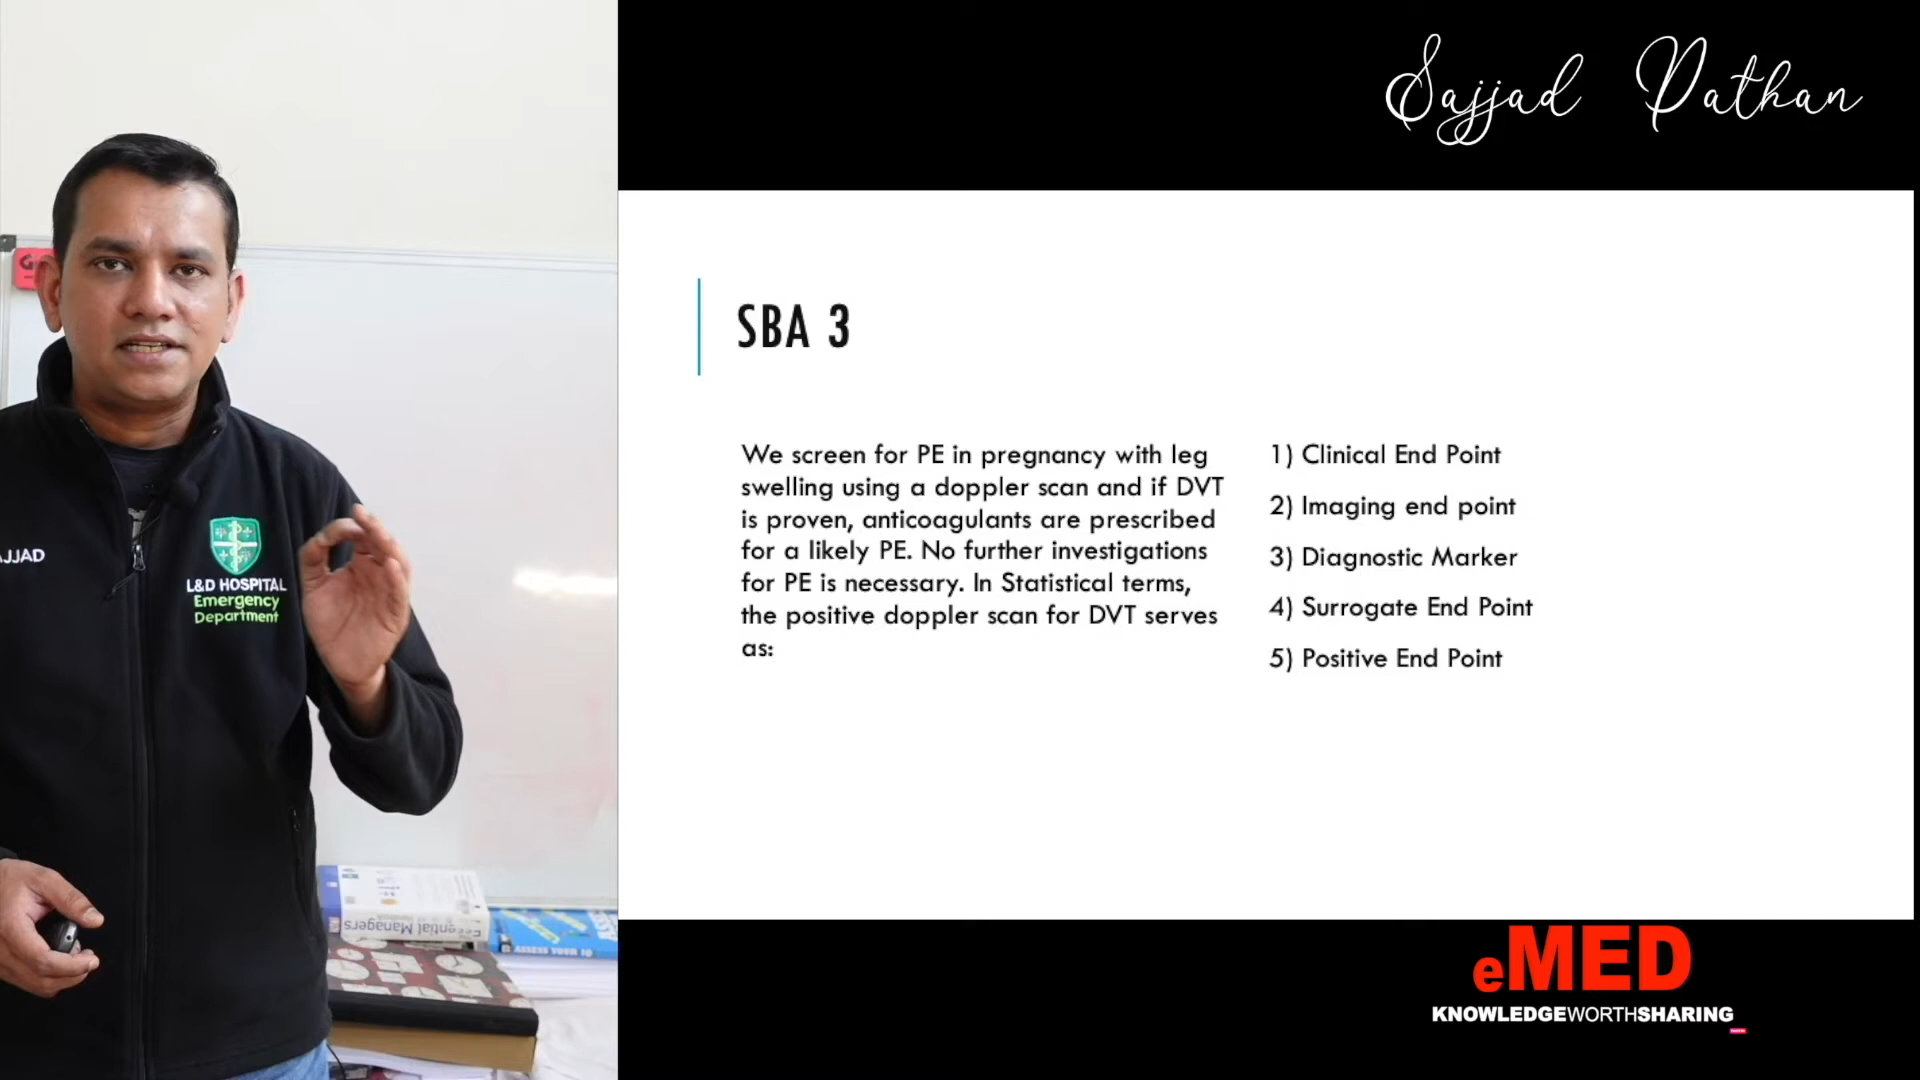 Sajjad Pathan
SBA 3
We screen for PE in pregnancy with leg
swelling using a doppler scan and if DVT
is proven, anticoagulants are prescribed
for a likely PE. No further investigations
for PE is necessary. In Statistical terms,
the positive doppler scan for DVT serves
as:
1) Clinical End Point
2) Imaging end point
3) Diagnostic Marker
4) Surrogate End Point
5) Positive End Point
AJJAD
L&D HOSPITAL
Emergency
Department
Essential Managers
eMED
KNOWLEDGEWORTHSHARING